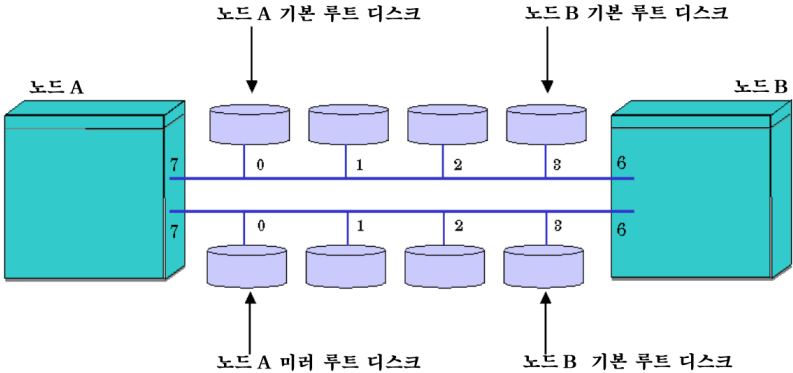 노드 A 기본 루트 디스크 노드 B 기본 루트 디스크
노드 A 노드 B
7 0 1 2 3 6
7 0 1 2 3 6
노드 A 미러 루트 디스크 노드 B 기본 루트 디스크